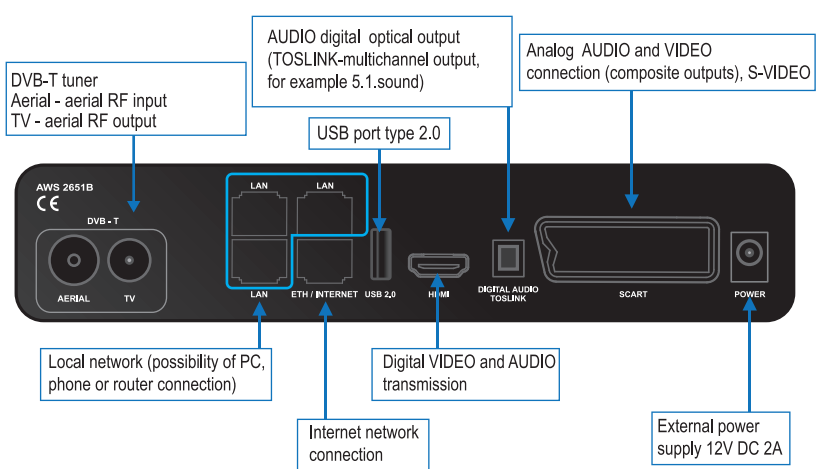 AUDIO digital optical output
(TOSLINK-multichannel output,
for example 5.1.sound)
Analog AUDIO and VIDEO
connection (composite outputs), S-VIDEO
DVB-T tuner
Aerial - aerial RF input
TV - aerial RF output
USB port type 2.0
AWS 2651B
CE
DVB - T
LAN
LAN
AERIAL
TV
LAN
ETH / INTERNET
USB 2.0
HDMI
DIGITAL AUDIO
TOSLINK
SCART
POWER
Local network (possibility of PC,
phone or router connection)
Digital VIDEO and AUDIO
transmission
Internet network
connection
External power
supply 12V DC 2A